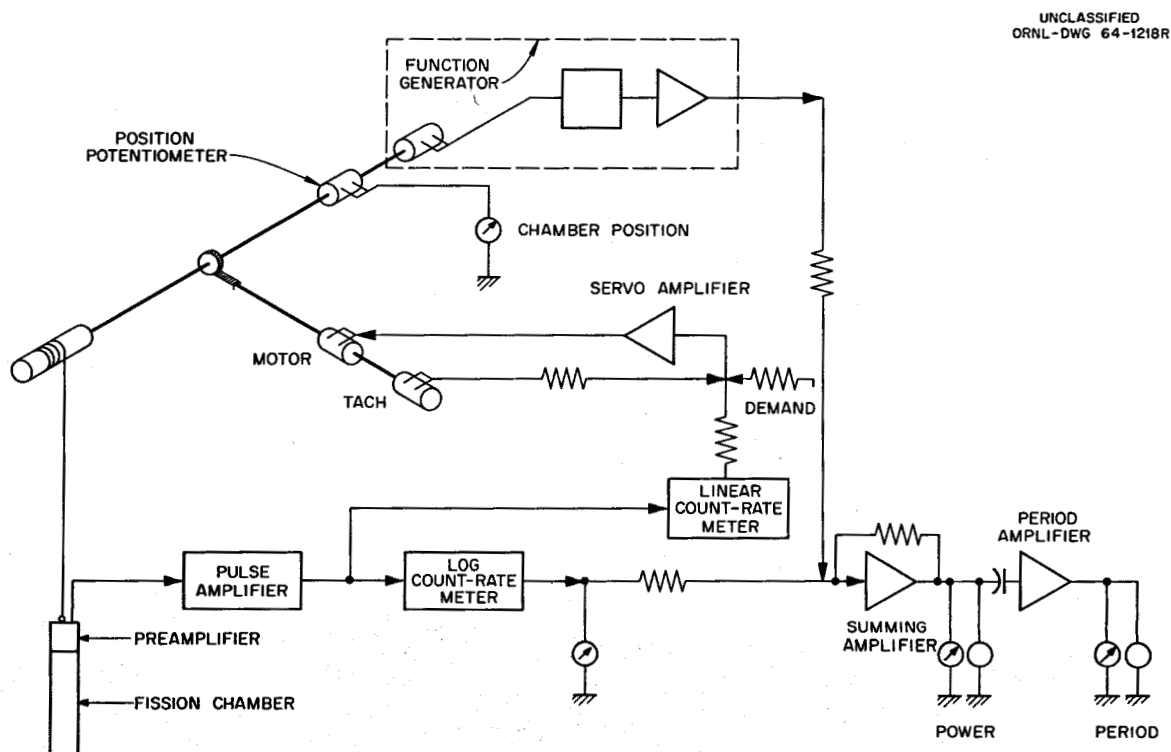 UNCLASSIFIED
ORNL-DWG 64-1218R
FUNCTION
GENERATOR
POSITION
POTENTIOMETER
CHAMBER POSITION
SERVO AMPLIFIER
MOTOR
TACH
DEMAND
LINEAR
COUNT-RATE
METER
PERIOD
AMPLIFIER
PULSE
AMPLIFIER
LOG
COUNT-RATE
METER
SUMMING
AMPLIFIER
PREAMPLIFIER
FISSION CHAMBER
POWER
PERIOD